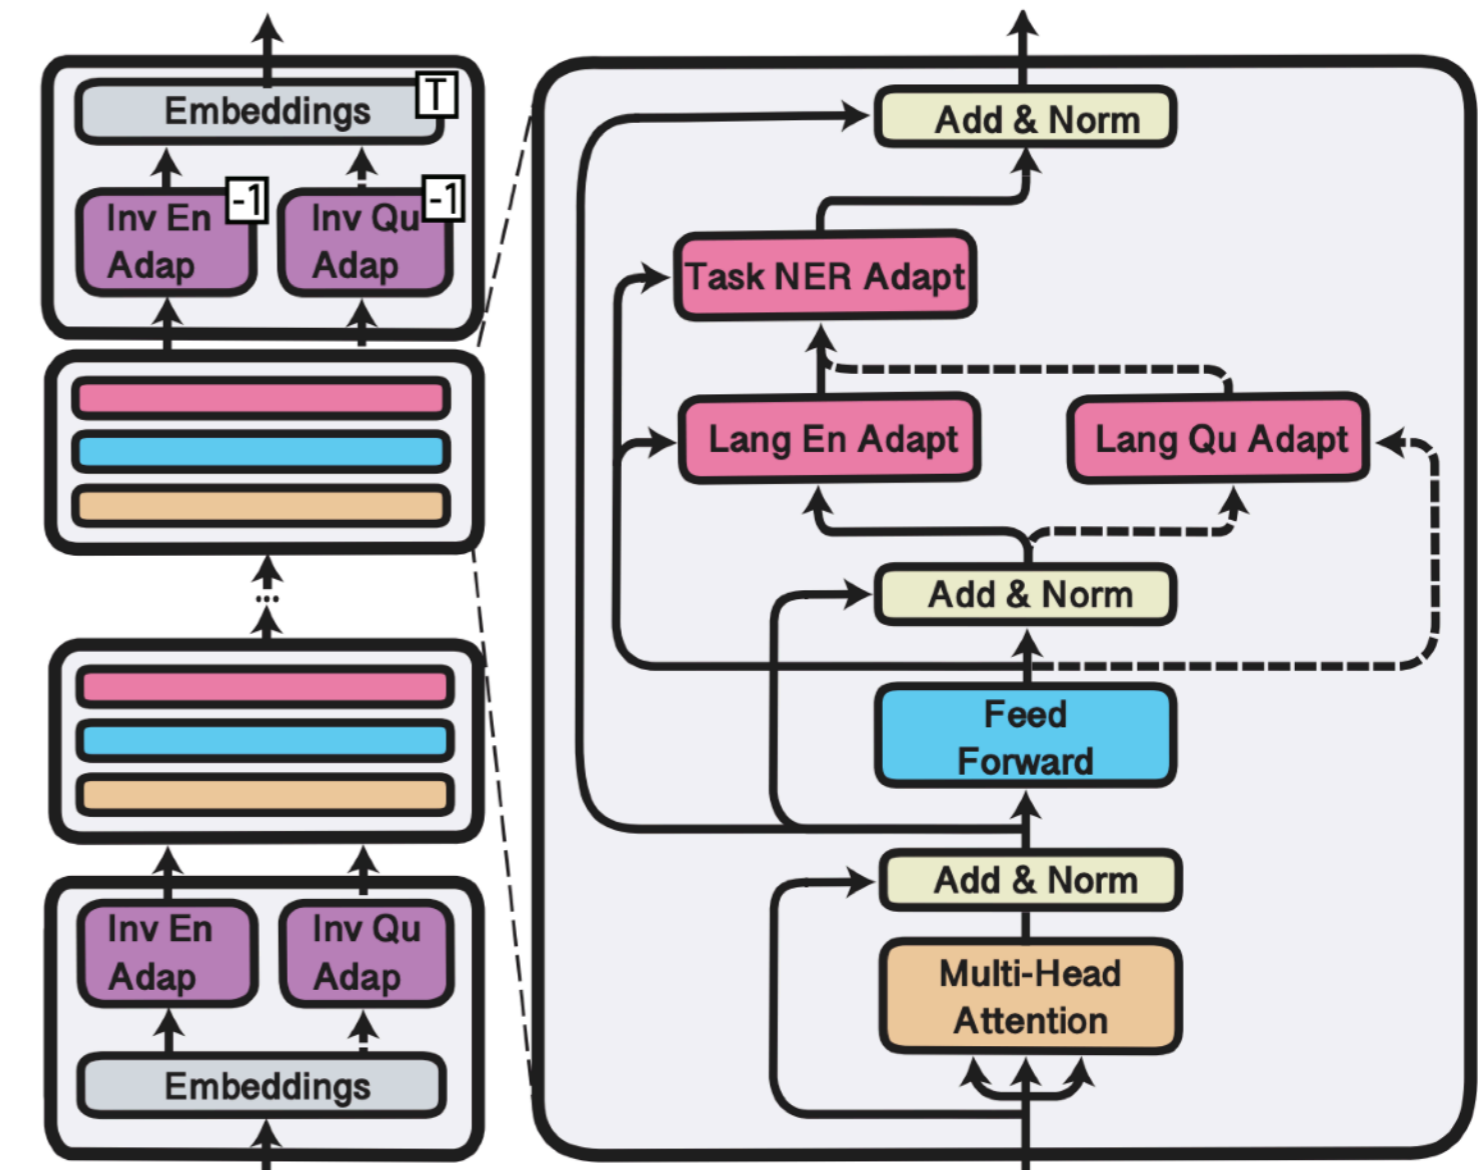 Embeddings
T
Inv En
Adap
-1
Inv Qu
Adap
-1
...
Inv En
Adap
Inv Qu
Adap
Embeddings
Add & Norm
Task NER Adapt
Lang En Adapt
Lang Qu Adapt
Add & Norm
Feed
Forward
Add & Norm
Multi-Head
Attention